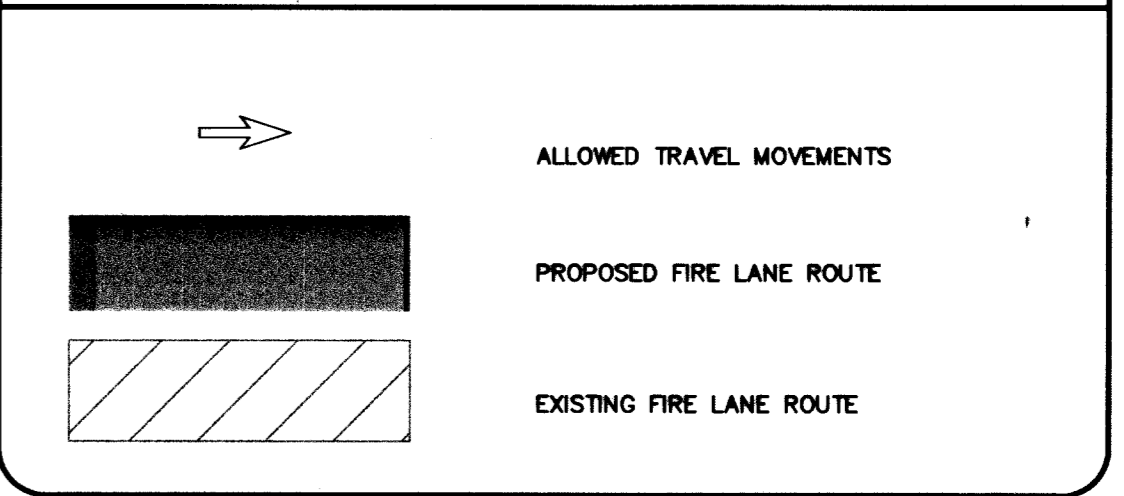 ALLOWED TRAVEL MOVEMENTS
PROPOSED FIRE LANE ROUTE
EXISTING FIRE LANE ROUTE